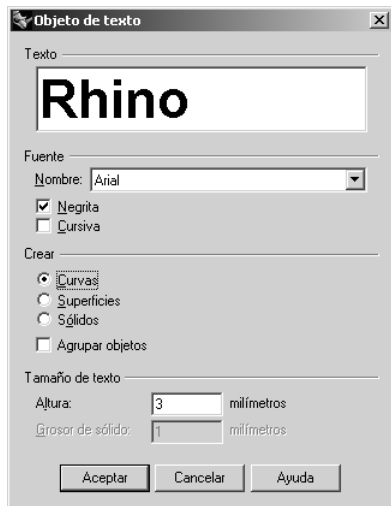 Objeto de texto
Texto
Rhino
Fuente
Nombre: Arial
Negrita
Cursiva
Crear
Curvas
Superficies
Sólidos
Agrupar objetos
Tamaño de texto
Altura: 3 milímetros
Grosor de sólido: 1 milímetros
Aceptar Cancelar Ayuda